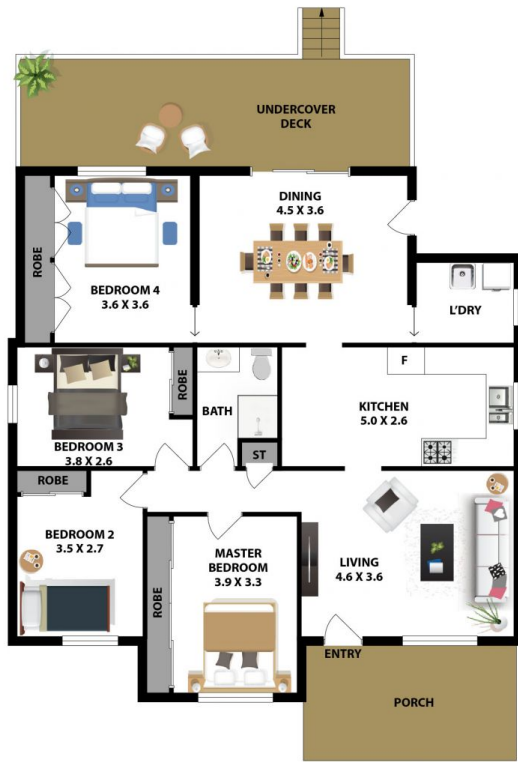 UNDERCOVER
DECK
DINING
4.5 X 3.6
ROBE
BEDROOM 4
3.6 X 3.6
L'DRY
ROBE
F
BATH
KITCHEN
5.0 X 2.6
BEDROOM 3
3.8 X 2.6
ST
ROBE
BEDROOM 2
3.5 X 2.7
MASTER
BEDROOM
3.9 X 3.3
LIVING
4.6 X 3.6
ROBE
ENTRY
PORCH